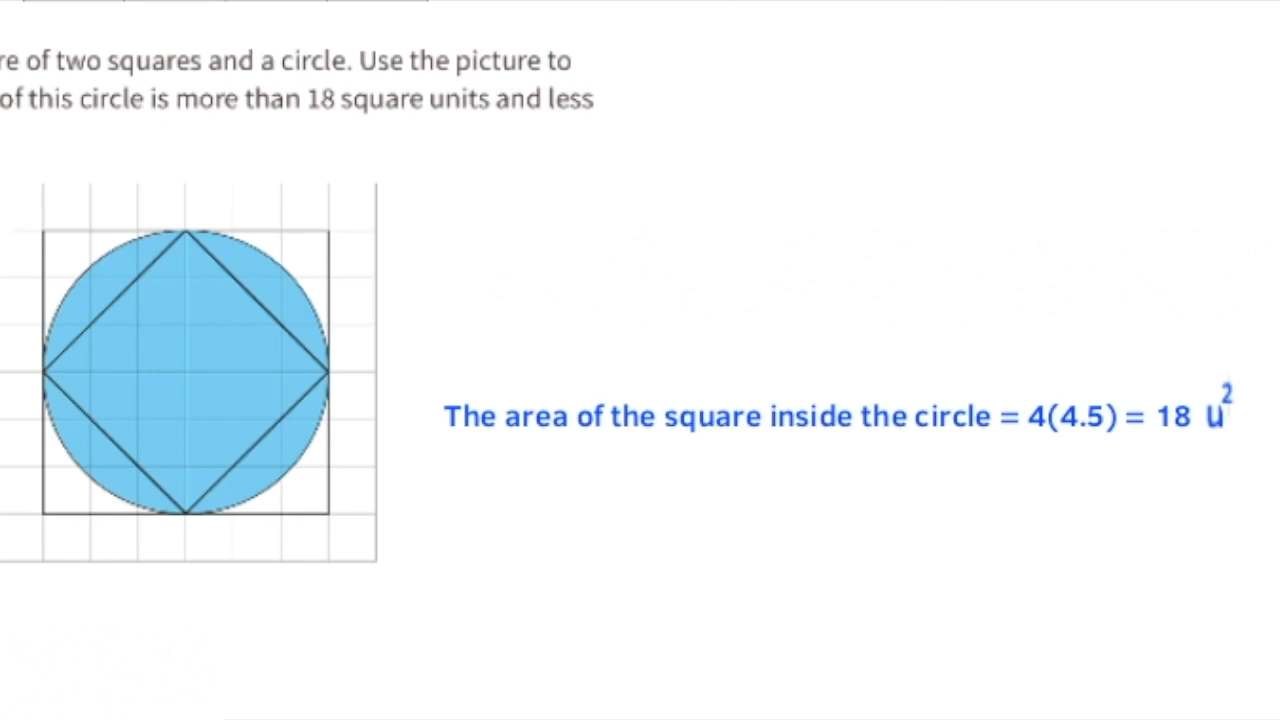 re of two squares and a circle. Use the picture to
of this circle is more than 18 square units and less
The area of the square inside the circle = 4(4.5) = 18 u²